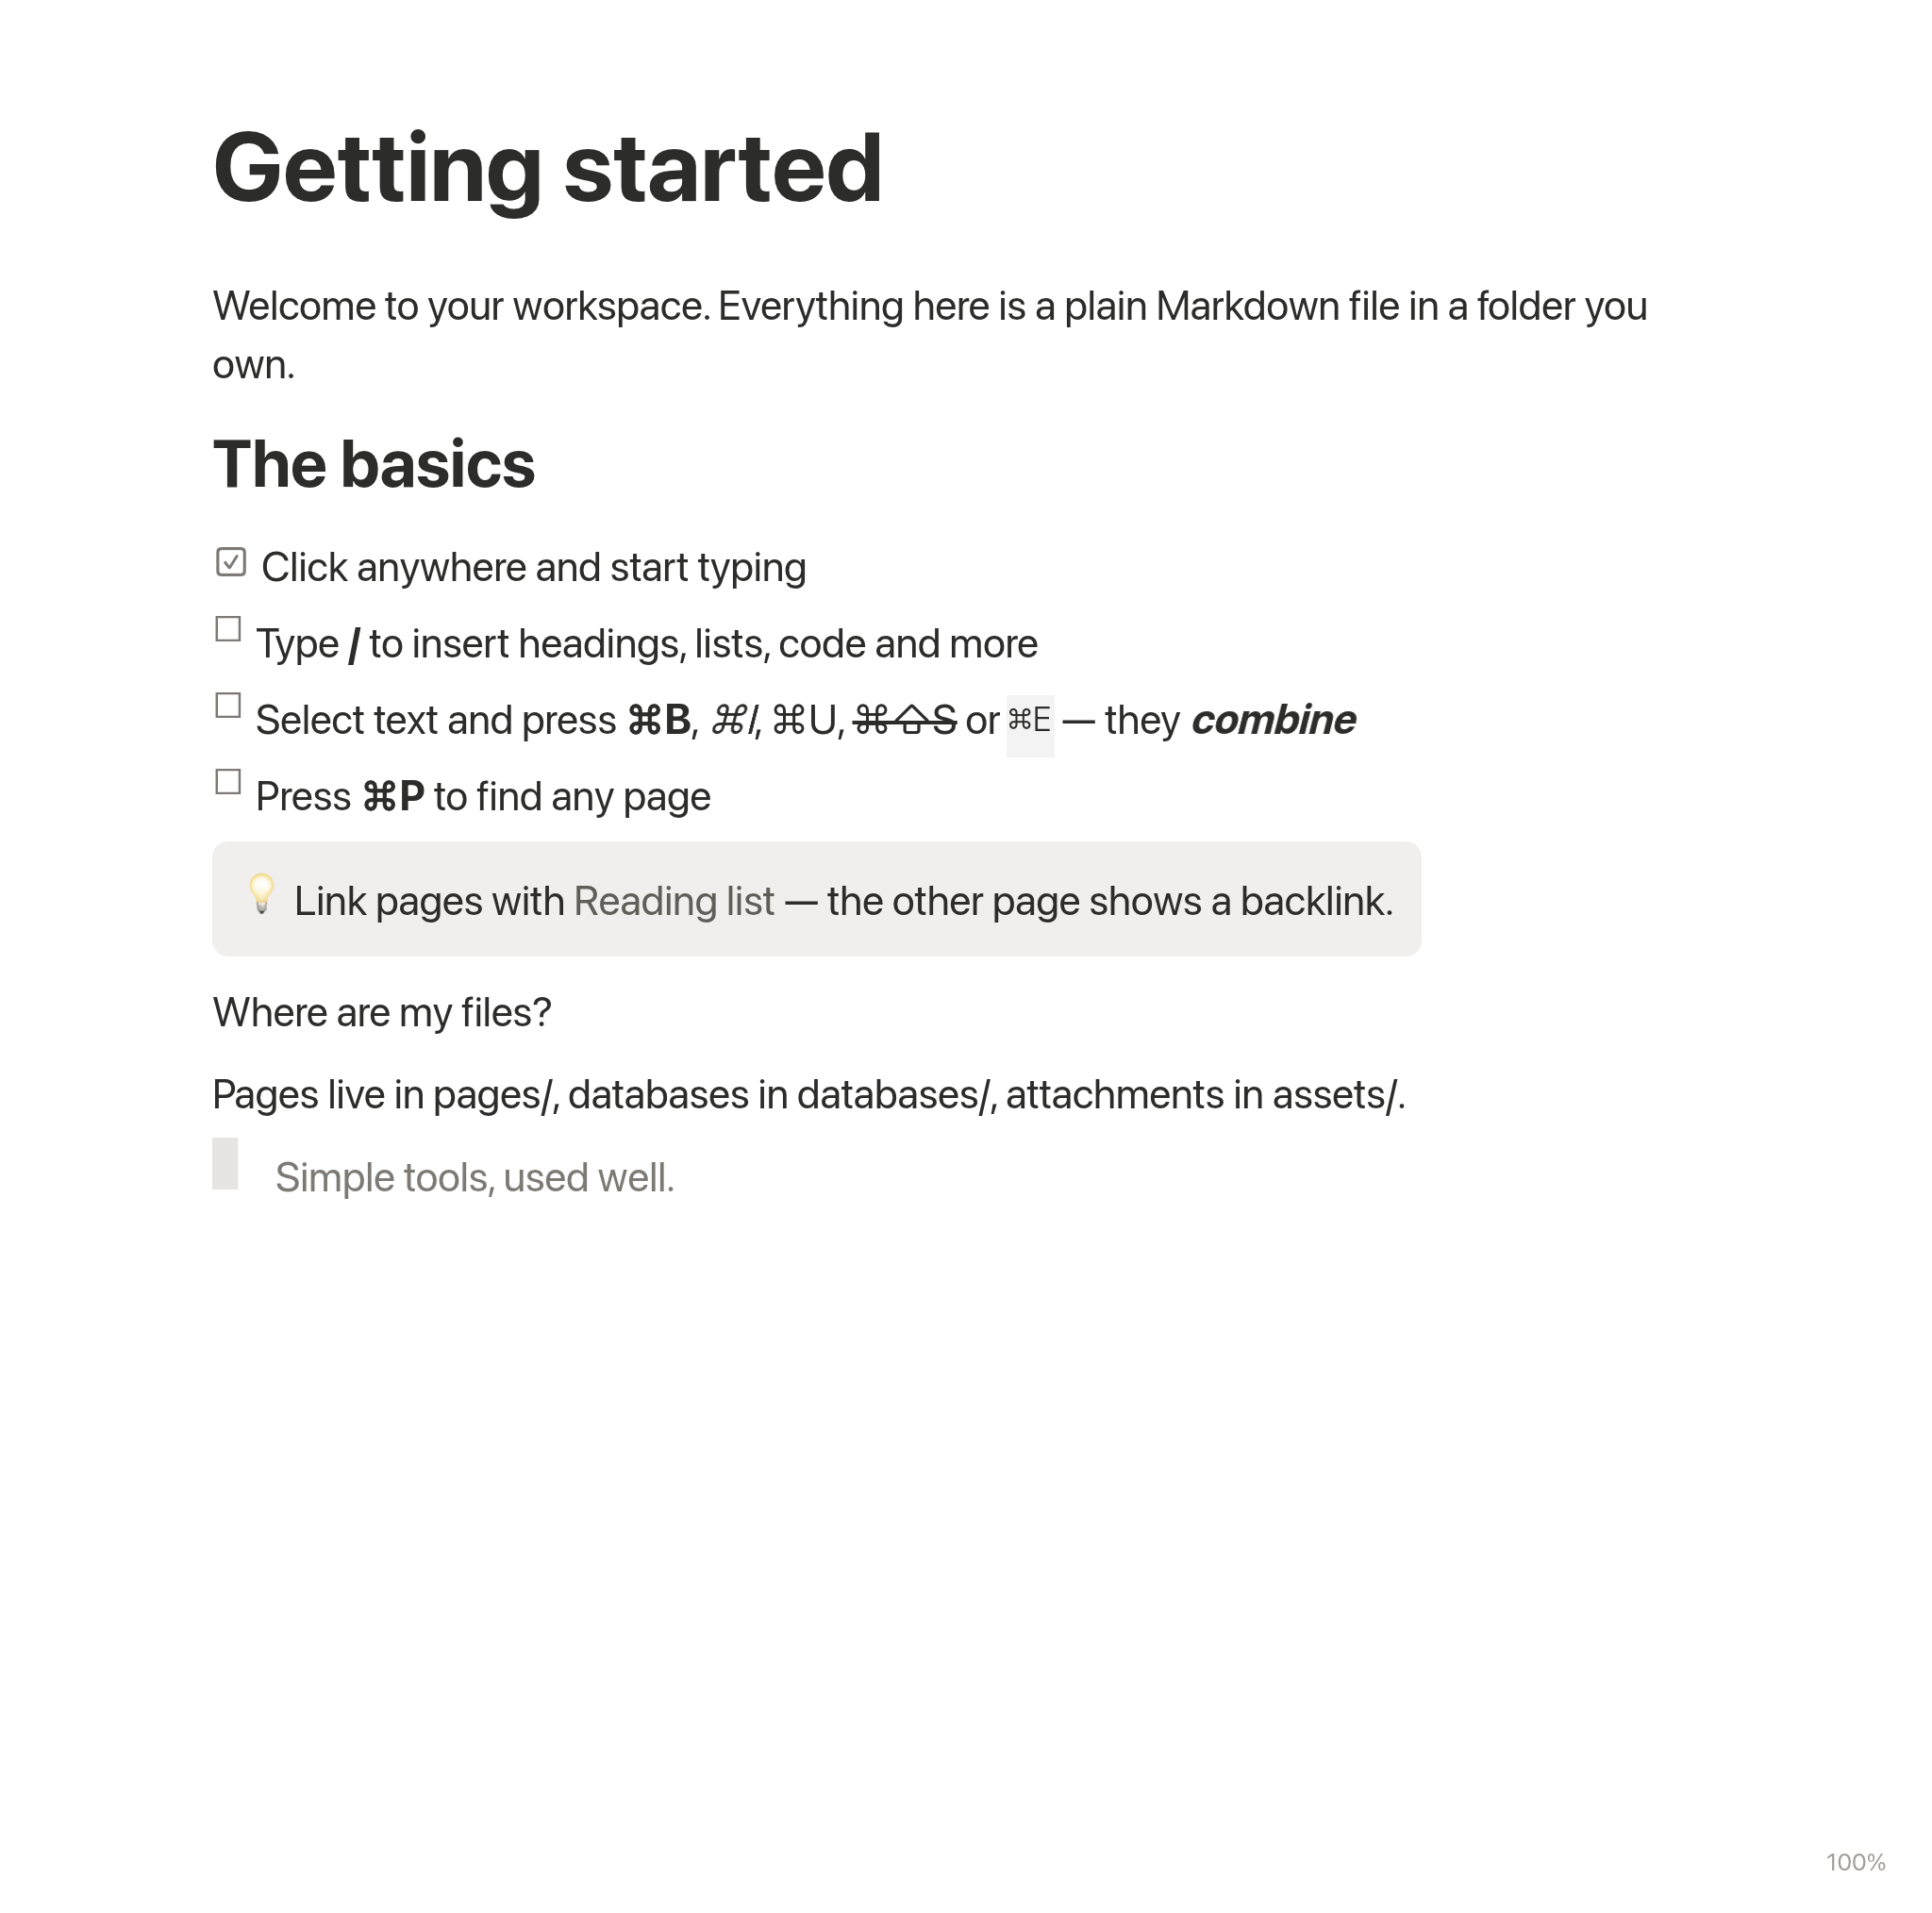 Getting started
Welcome to your workspace. Everything here is a plain Markdown file in a folder you
own.
The basics
☑ Click anywhere and start typing
☐ Type / to insert headings, lists, code and more
☐ Select text and press ⌘B, ⌘I, ⌘U, ⌘⇧S or ⌘E — they combine
☐ Press ⌘P to find any page
💡 Link pages with Reading list — the other page shows a backlink.
Where are my files?
Pages live in pages/, databases in databases/, attachments in assets/.
Simple tools, used well.
100%